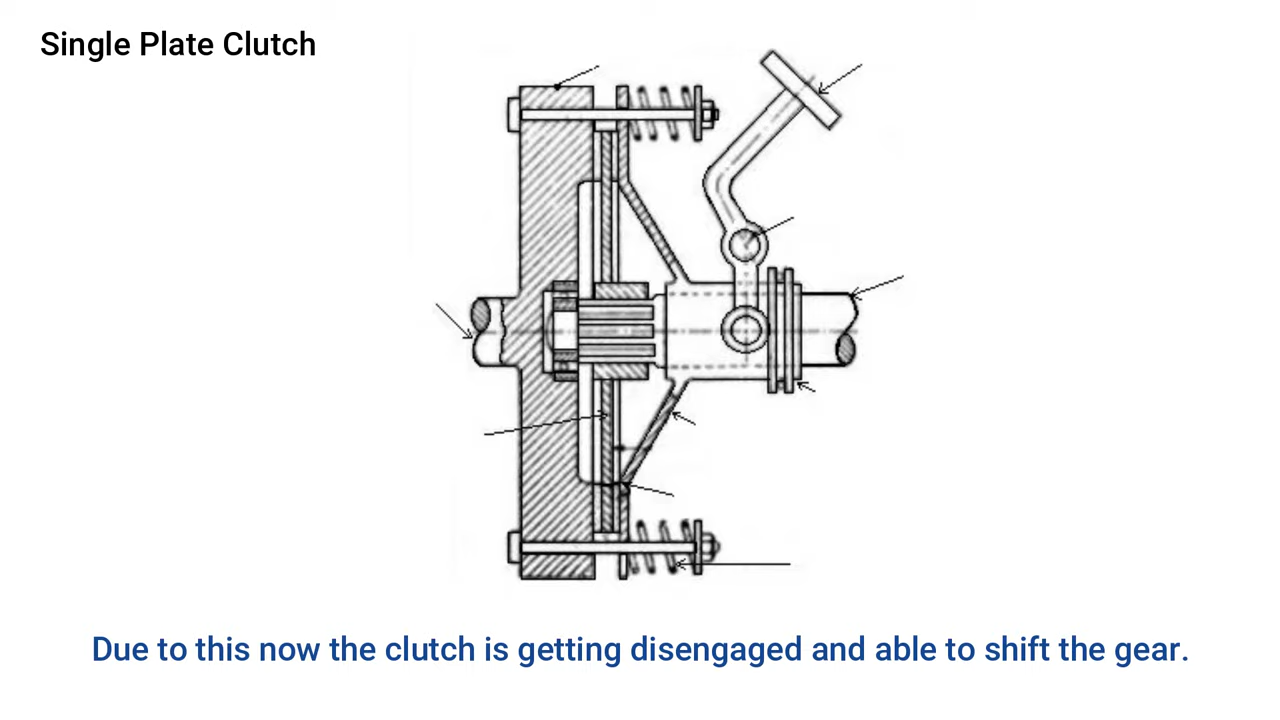 Single Plate Clutch
Due to this now the clutch is getting disengaged and able to shift the gear.